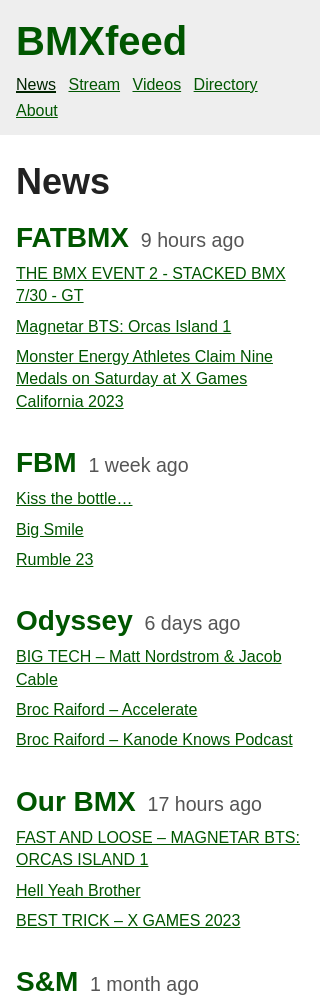 BMXfeed
News Stream Videos Directory
About
News
FATBMX 9 hours ago
THE BMX EVENT 2 - STACKED BMX
7/30 - GT
Magnetar BTS: Orcas Island 1
Monster Energy Athletes Claim Nine
Medals on Saturday at X Games
California 2023
FBM 1 week ago
Kiss the bottle…
Big Smile
Rumble 23
Odyssey 6 days ago
BIG TECH – Matt Nordstrom & Jacob
Cable
Broc Raiford – Accelerate
Broc Raiford – Kanode Knows Podcast
Our BMX 17 hours ago
FAST AND LOOSE – MAGNETAR BTS:
ORCAS ISLAND 1
Hell Yeah Brother
BEST TRICK – X GAMES 2023
S&M 1 month ago